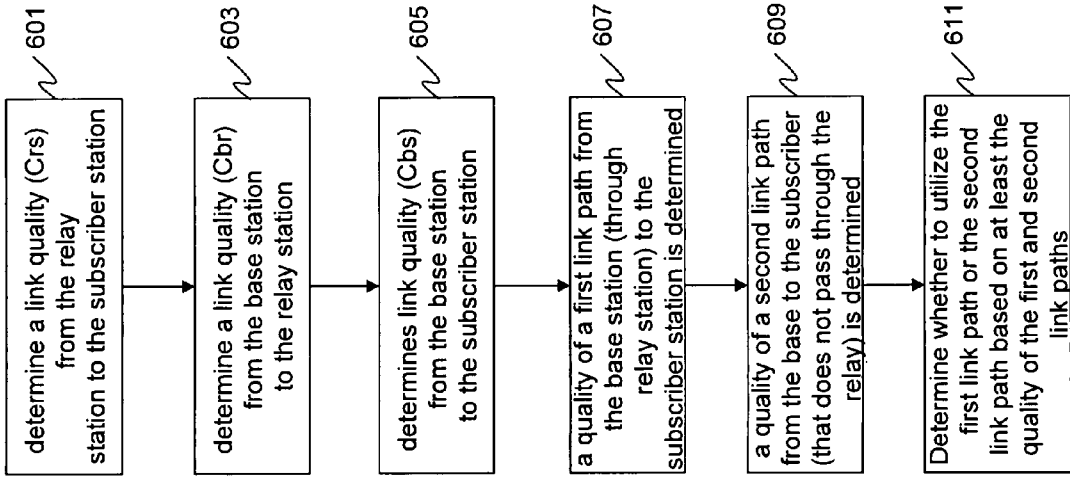 determine a link quality (Crs)
from the relay
station to the subscriber station
601
determine a link quality (Cbr)
from the base station
to the relay station
603
determines link quality (Cbs)
from the base station
to the subscriber station
605
a quality of a first link path from
the base station (through
relay station) to the
subscriber station is determined
607
a quality of a second link path
from the base to the subscriber
(that does not pass through the
relay) is determined
609
Determine whether to utilize the
first link path or the second
link path based on at least the
quality of the first and second
link paths
611